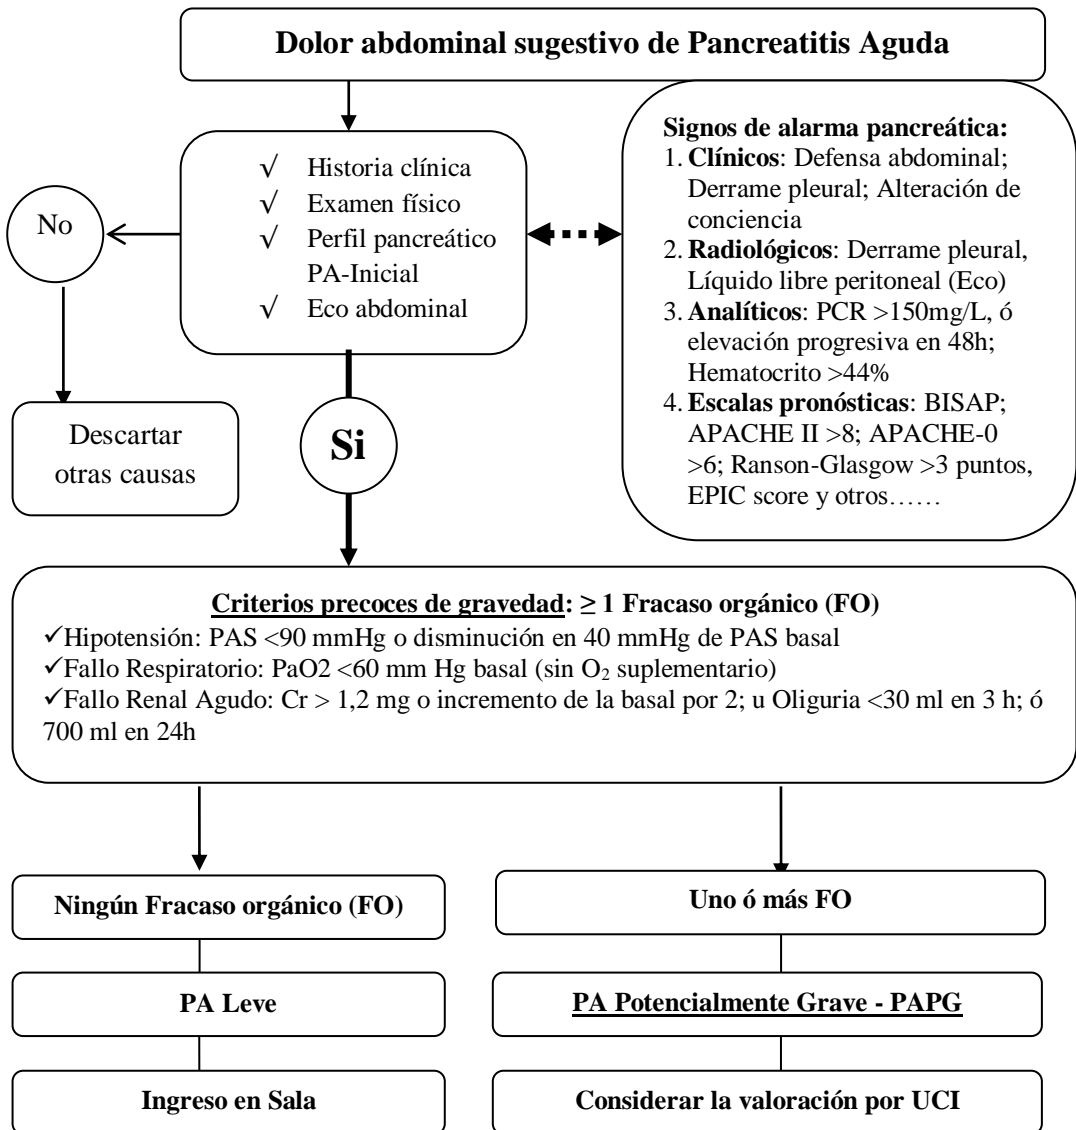 Dolor abdominal sugestivo de Pancreatitis Aguda
√ Historia clínica
√ Examen físico
√ Perfil pancreático
PA-Inicial
√ Eco abdominal
Signos de alarma pancreática:
1. Clínicos: Defensa abdominal;
Derrame pleural; Alteración de
conciencia
2. Radiológicos: Derrame pleural,
Líquido libre peritoneal (Eco)
3. Analíticos: PCR >150mg/L, ó
elevación progresiva en 48h;
Hematocrito >44%
4. Escalas pronósticas: BISAP;
APACHE II >8; APACHE-0
>6; Ranson-Glasgow >3 puntos,
EPIC score y otros……
No
Descartar
otras causas
Si
Criterios precoces de gravedad: ≥ 1 Fracaso orgánico (FO)
✓Hipotensión: PAS <90 mmHg o disminución en 40 mmHg de PAS basal
✓Fallo Respiratorio: PaO2 <60 mm Hg basal (sin O₂ suplementario)
✓Fallo Renal Agudo: Cr > 1,2 mg o incremento de la basal por 2; u Oliguria <30 ml en 3 h; ó
700 ml en 24h
Ningún Fracaso orgánico (FO)
PA Leve
Ingreso en Sala
Uno ó más FO
PA Potencialmente Grave - PAPG
Considerar la valoración por UCI